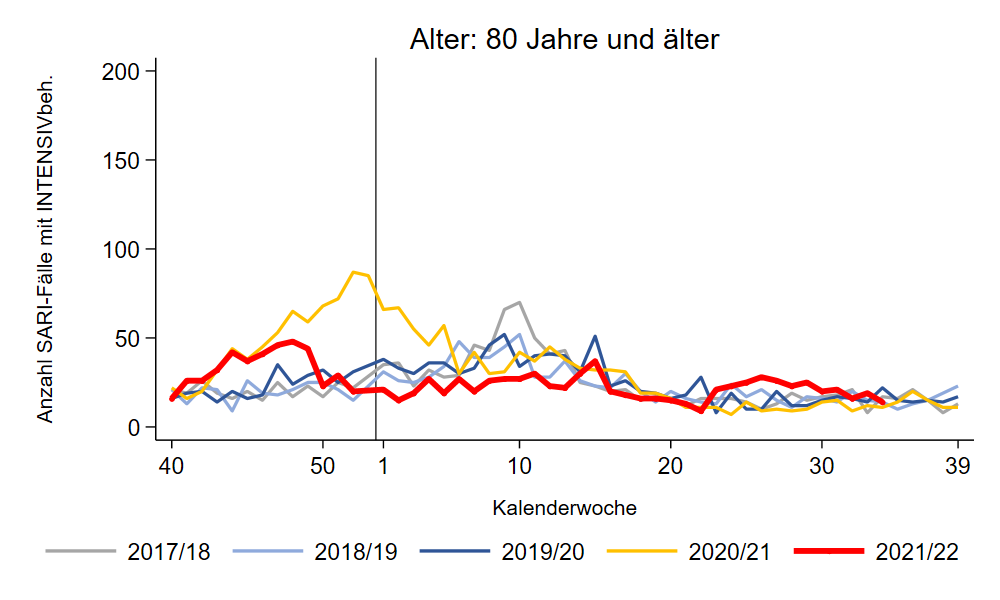 Alter: 80 Jahre und älter
Anzahl SARI-Fälle mit INTENSIVbeh.
200
150
100
50
0
40 50 1 10 20 30 39
Kalenderwoche
2017/18 2018/19 2019/20 2020/21 2021/22